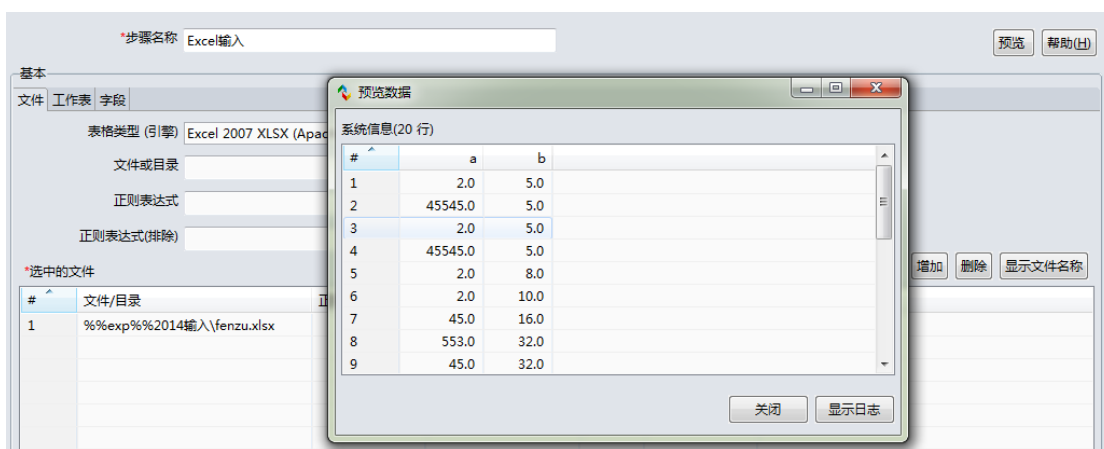 *步骤名称 Excel输入 预览 帮助(H)
基本
文件 工作表 字段
表格类型 (引擎) Excel 2007 XLSX (Apac
文件或目录
正则表达式
正则表达式(排除)
*选中的文件 增加 删除 显示文件名称
# 文件/目录
1 %%exp%%2014输入\fenzu.xlsx
预览数据
系统信息(20 行)
# a b
1 2.0 5.0
2 45545.0 5.0
3 2.0 5.0
4 45545.0 5.0
5 2.0 8.0
6 2.0 10.0
7 45.0 16.0
8 553.0 32.0
9 45.0 32.0
关闭 显示日志